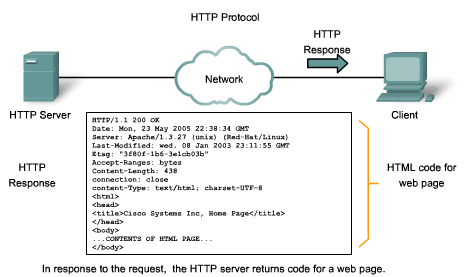 HTTP Protocol
HTTP
Response
Network
HTTP Server
Client
HTTP/1.1 200 OK
Date: Mon, 23 May 2005 22:38:34 GMT
Server: Apache/1.3.27 (unix) (Red-Hat/Linux)
Last-Modified: wed, 08 Jan 2003 23:11:55 GMT
Etag: "3f80f-1b6-3e1cb03b"
Accept-Ranges: bytes
Content-Length: 438
connection: close
content-Type: text/html; charset-UTF-8
<html>
<head>
<title>Cisco Systems Inc, Home Page</title>
</head>
<body>
...CONTENTS OF HTML PAGE...
</body>
HTTP
Response
HTML code for
web page
In response to the request, the HTTP server returns code for a web page.